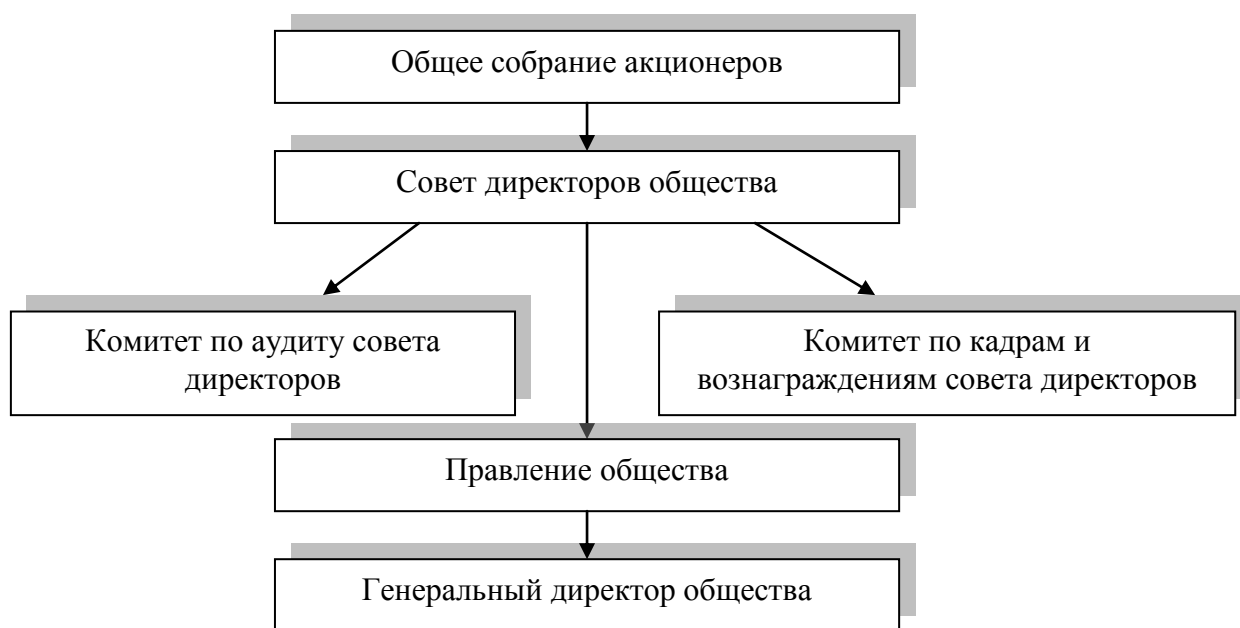 Общее собрание акционеров
Совет директоров общества
Комитет по аудиту совета
директоров
Комитет по кадрам и
вознаграждениям совета директоров
Правление общества
Генеральный директор общества